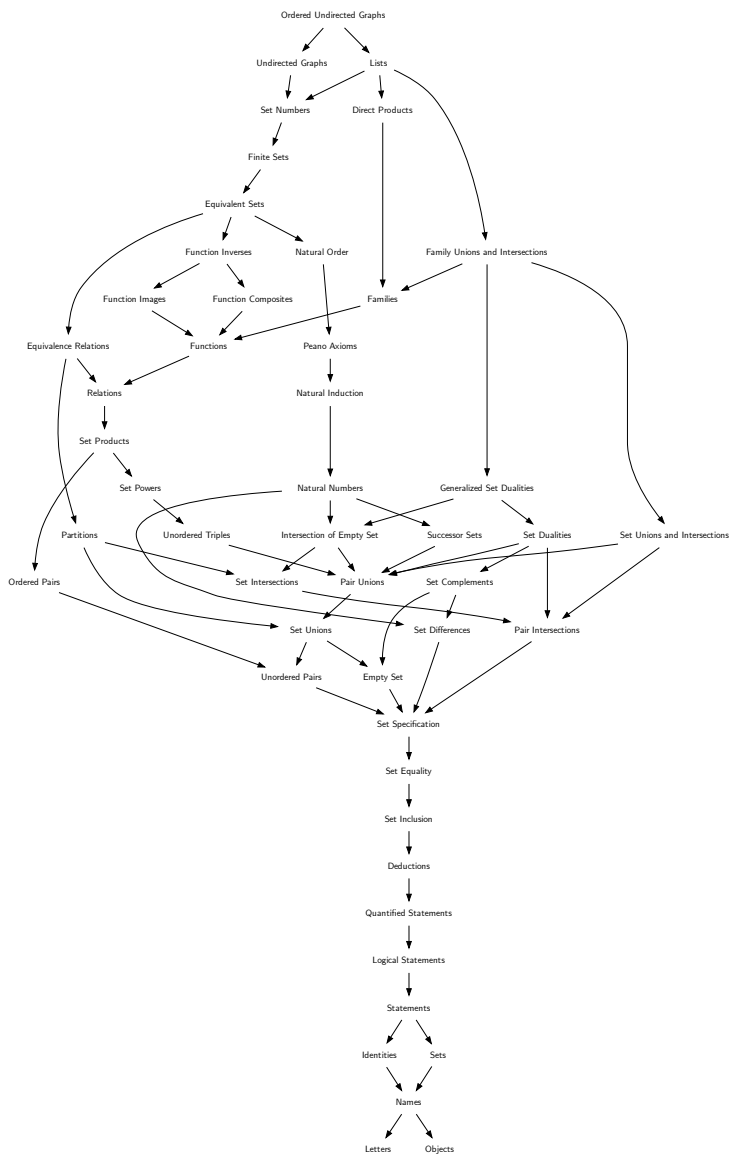 Ordered Undirected Graphs
Undirected Graphs
Lists
Set Numbers
Direct Products
Finite Sets
Equivalent Sets
Function Inverses
Natural Order
Family Unions and Intersections
Function Images
Function Composites
Families
Equivalence Relations
Functions
Peano Axioms
Relations
Natural Induction
Set Products
Set Powers
Natural Numbers
Generalized Set Dualities
Partitions
Unordered Triples
Intersection of Empty Set
Successor Sets
Set Dualities
Set Unions and Intersections
Ordered Pairs
Set Intersections
Pair Unions
Set Complements
Set Unions
Set Differences
Pair Intersections
Unordered Pairs
Empty Set
Set Specification
Set Equality
Set Inclusion
Deductions
Quantified Statements
Logical Statements
Statements
Identities
Sets
Names
Letters
Objects